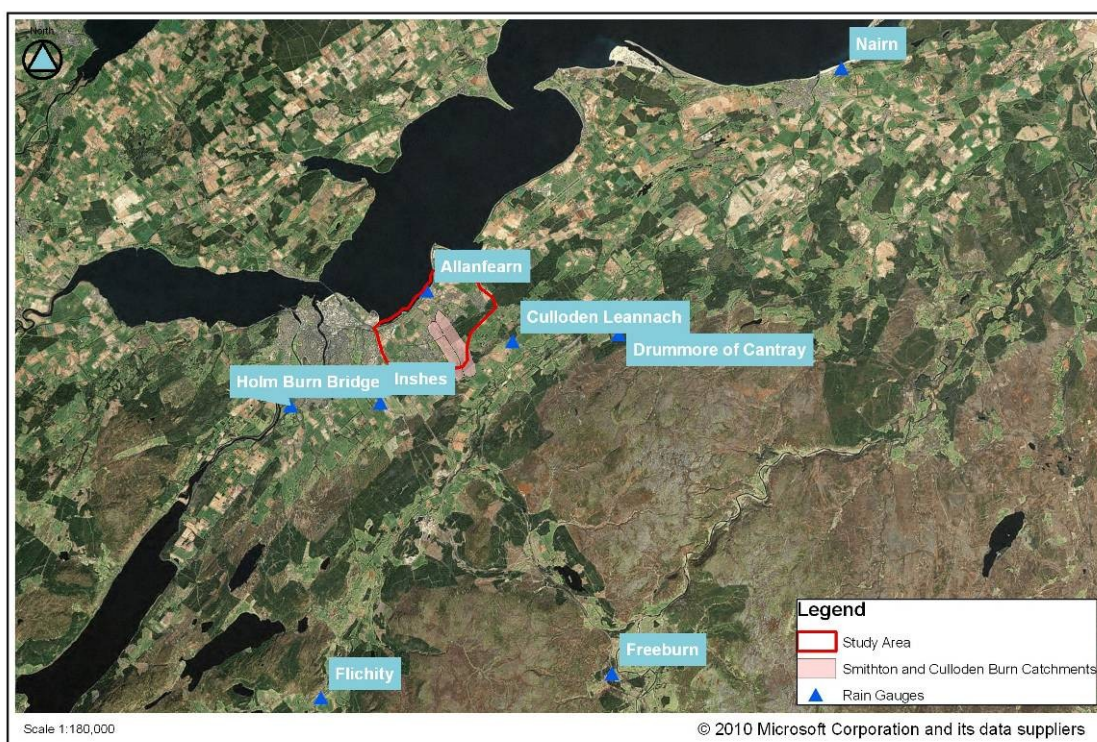 North
Nairn
Allanfearn
Culloden Leannach
Drummore of Cantray
Holm Burn Bridge
Inshes
Freeburn
Flichity
Legend
Study Area
Smithton and Culloden Burn Catchments
Rain Gauges
Scale 1:180,000
© 2010 Microsoft Corporation and its data suppliers